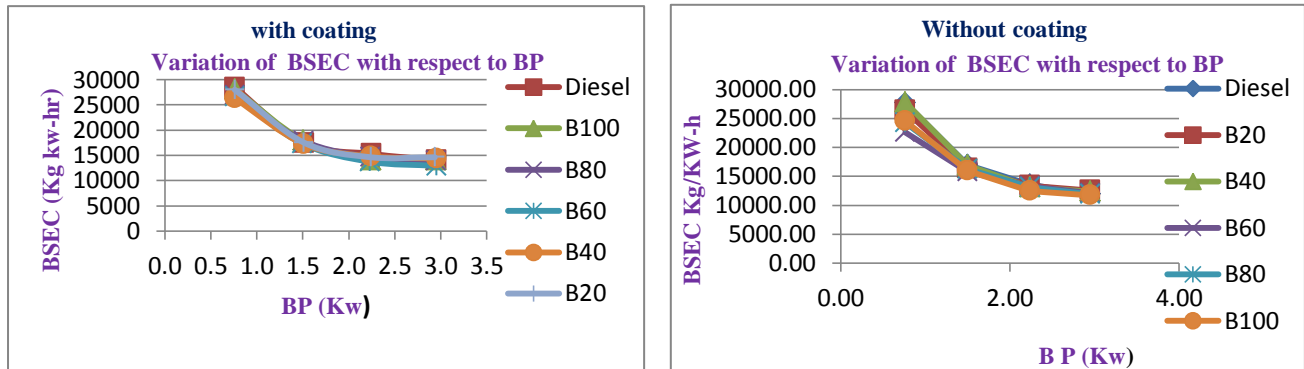 with coating
Variation of BSEC with respect to BP
30000
25000
20000
15000
10000
5000
0
BSEC (Kg kw-hr)
0.0 0.5 1.0 1.5 2.0 2.5 3.0 3.5
BP (Kw)
Diesel
B100
B80
B60
B40
B20
Without coating
Variation of BSEC with respect to BP
30000.00
25000.00
20000.00
15000.00
10000.00
5000.00
0.00
BSEC Kg/KW-h
0.00 2.00 4.00
B P (Kw)
Diesel
B20
B40
B60
B80
B100